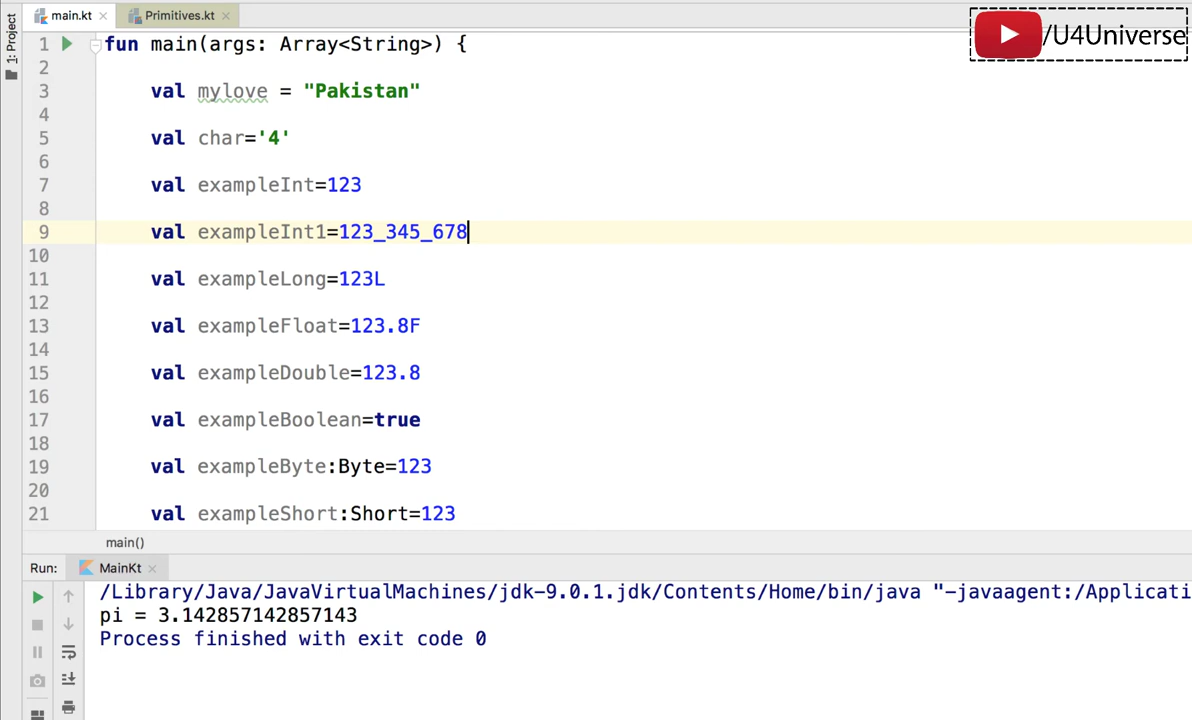 main.kt Primitives.kt
/U4Universe
1: Project
1 fun main(args: Array<String>) {
2
3 val mylove = "Pakistan"
4
5 val char='4'
6
7 val exampleInt=123
8
9 val exampleInt1=123_345_678
10
11 val exampleLong=123L
12
13 val exampleFloat=123.8F
14
15 val exampleDouble=123.8
16
17 val exampleBoolean=true
18
19 val exampleByte:Byte=123
20
21 val exampleShort:Short=123
main()
Run: MainKt
/Library/Java/JavaVirtualMachines/jdk-9.0.1.jdk/Contents/Home/bin/java "-javaagent:/Applicati
pi = 3.142857142857143
Process finished with exit code 0